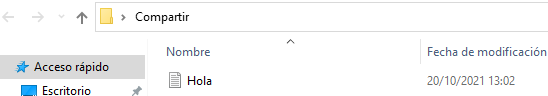 Compartir
Nombre
Fecha de modificación
Acceso rápido
Hola
20/10/2021 13:02
Escritorio